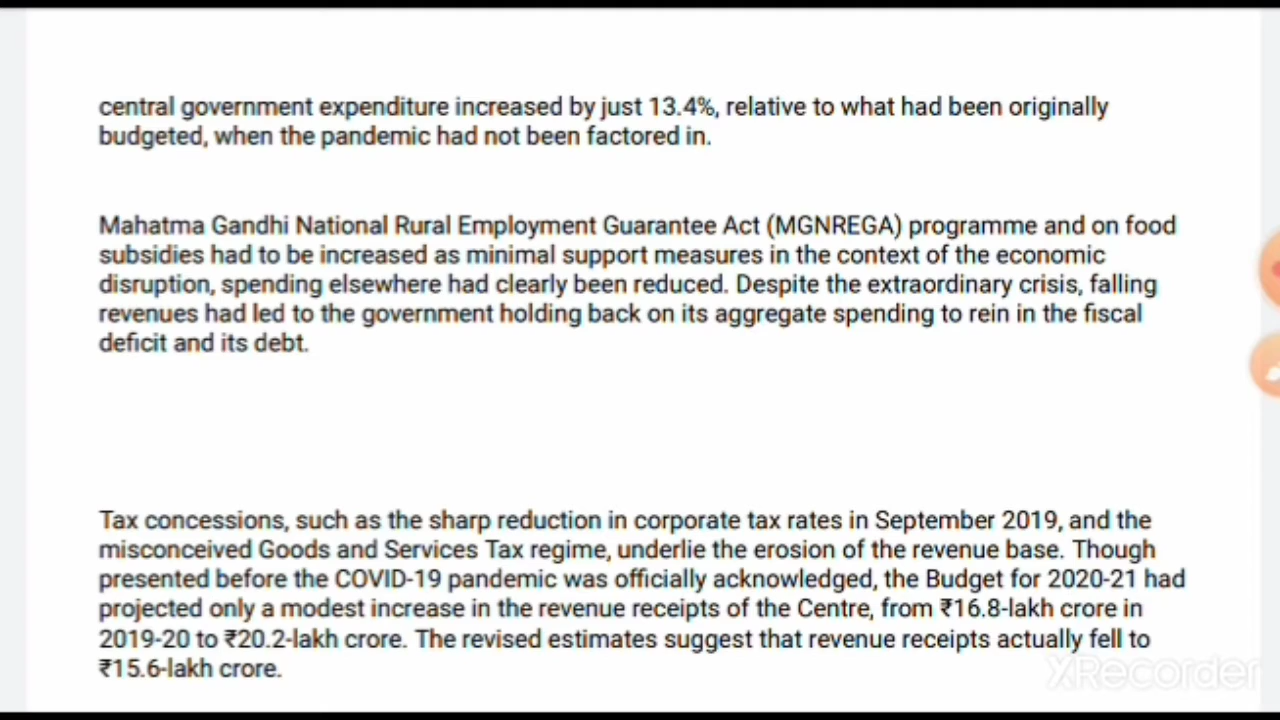 central government expenditure increased by just 13.4%, relative to what had been originally
budgeted, when the pandemic had not been factored in.
Mahatma Gandhi National Rural Employment Guarantee Act (MGNREGA) programme and on food
subsidies had to be increased as minimal support measures in the context of the economic
disruption, spending elsewhere had clearly been reduced. Despite the extraordinary crisis, falling
revenues had led to the government holding back on its aggregate spending to rein in the fiscal
deficit and its debt.
Tax concessions, such as the sharp reduction in corporate tax rates in September 2019, and the
misconceived Goods and Services Tax regime, underlie the erosion of the revenue base. Though
presented before the COVID-19 pandemic was officially acknowledged, the Budget for 2020-21 had
projected only a modest increase in the revenue receipts of the Centre, from ₹16.8-lakh crore in
2019-20 to ₹20.2-lakh crore. The revised estimates suggest that revenue receipts actually fell to
₹15.6-lakh crore.
XRecorder